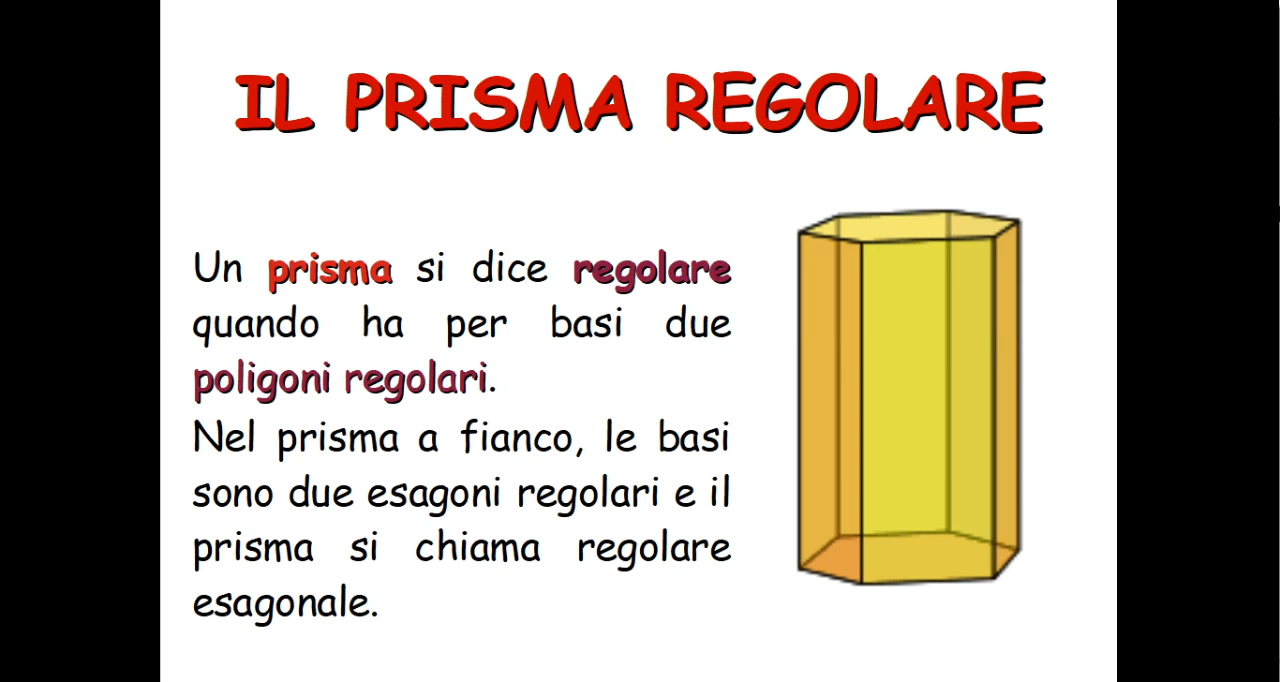 IL PRISMA REGOLARE
Un prisma si dice regolare
quando ha per basi due
poligoni regolari.
Nel prisma a fianco, le basi
sono due esagoni regolari e il
prisma si chiama regolare
esagonale.